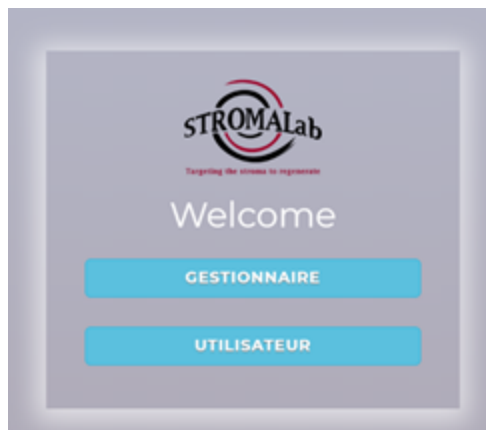 STROMALab
Targeting the stroma to regenerate
Welcome
GESTIONNAIRE
UTILISATEUR